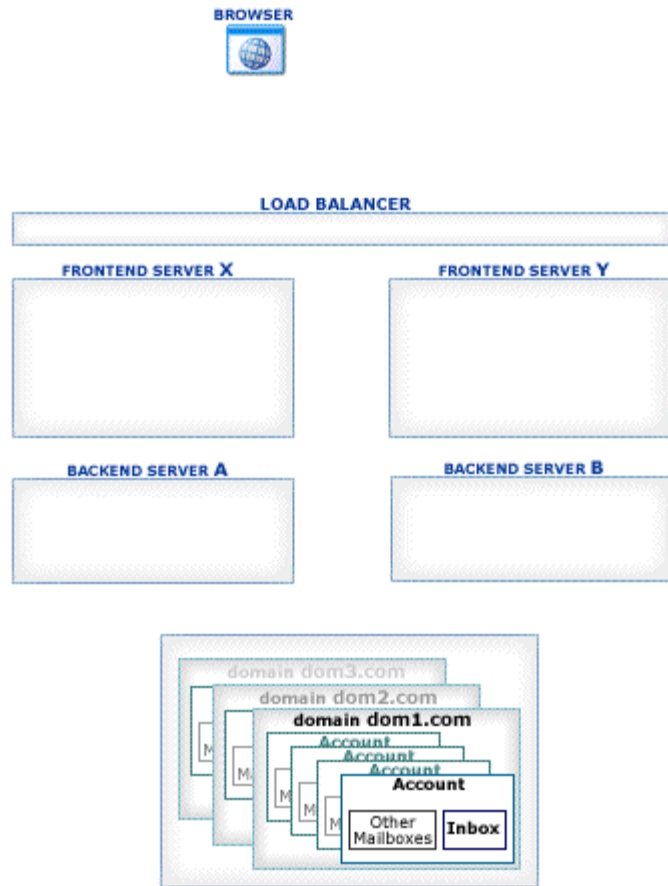 BROWSER
LOAD BALANCER
FRONTEND SERVER X
FRONTEND SERVER Y
BACKEND SERVER A
BACKEND SERVER B
domain dom3.com
domain dom2.com
domain dom1.com
Account
Account
Account
Account
M
M
M
M
M
Other
Mailboxes
Inbox